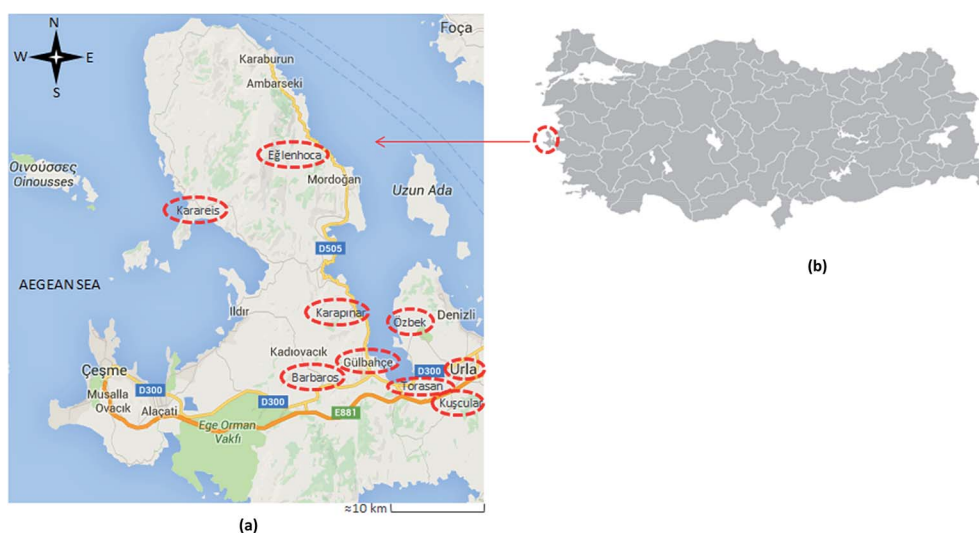 N
W E
S
Foça
Karaburun
Ambarseki
Eğlenhoca
Οινούσσες
Oinousses
Mordoğan
Uzun Ada
Karareis
D505
AEGEAN SEA
Ildır
Karapınar
Özbek
Denizli
Kadıovacık
Gülbahçe
Çeşme
Barbaros
D300
Urla
Torasan
Musalla
Ovacık
D300
Alaçatı
D300
Kuşcular
E881
Ege Orman
Vakfı
≈10 km
(a)
(b)